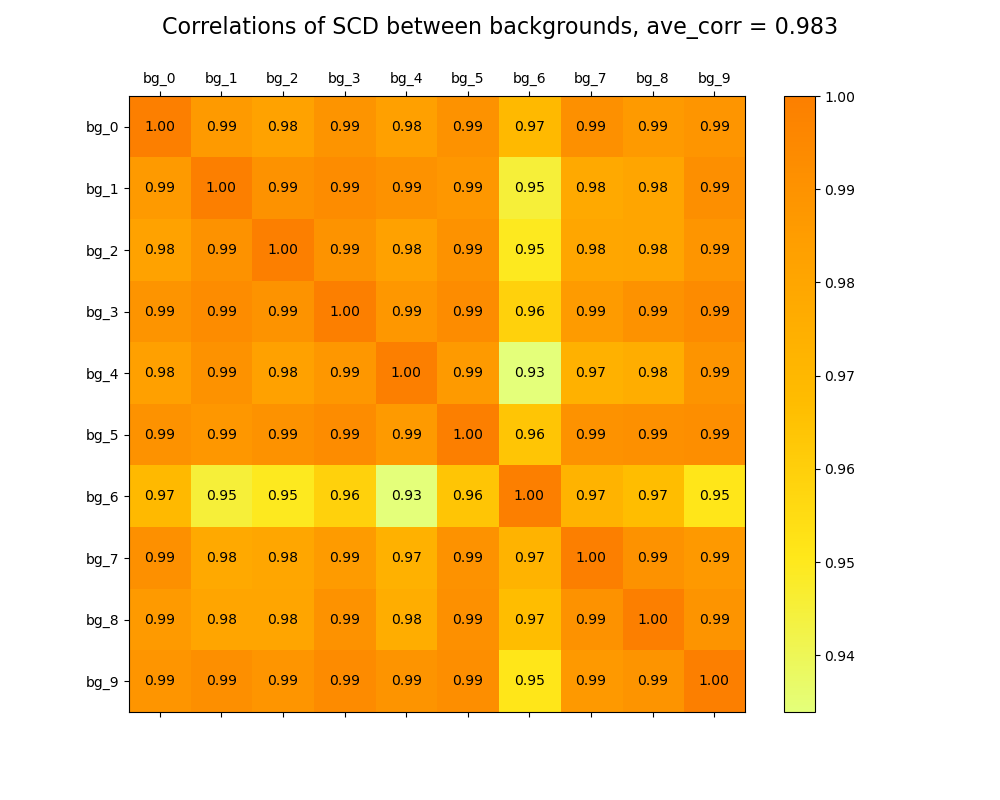 Correlations of SCD between backgrounds, ave_corr = 0.983
bg_0 bg_1 bg_2 bg_3 bg_4 bg_5 bg_6 bg_7 bg_8 bg_9
bg_0 1.00 0.99 0.98 0.99 0.98 0.99 0.97 0.99 0.99 0.99
bg_1 0.99 1.00 0.99 0.99 0.99 0.99 0.95 0.98 0.98 0.99
bg_2 0.98 0.99 1.00 0.99 0.98 0.99 0.95 0.98 0.98 0.99
bg_3 0.99 0.99 0.99 1.00 0.99 0.99 0.96 0.99 0.99 0.99
bg_4 0.98 0.99 0.98 0.99 1.00 0.99 0.93 0.97 0.98 0.99
bg_5 0.99 0.99 0.99 0.99 0.99 1.00 0.96 0.99 0.99 0.99
bg_6 0.97 0.95 0.95 0.96 0.93 0.96 1.00 0.97 0.97 0.95
bg_7 0.99 0.98 0.98 0.99 0.97 0.99 0.97 1.00 0.99 0.99
bg_8 0.99 0.98 0.98 0.99 0.98 0.99 0.97 0.99 1.00 0.99
bg_9 0.99 0.99 0.99 0.99 0.99 0.99 0.95 0.99 0.99 1.00
1.00
0.99
0.98
0.97
0.96
0.95
0.94